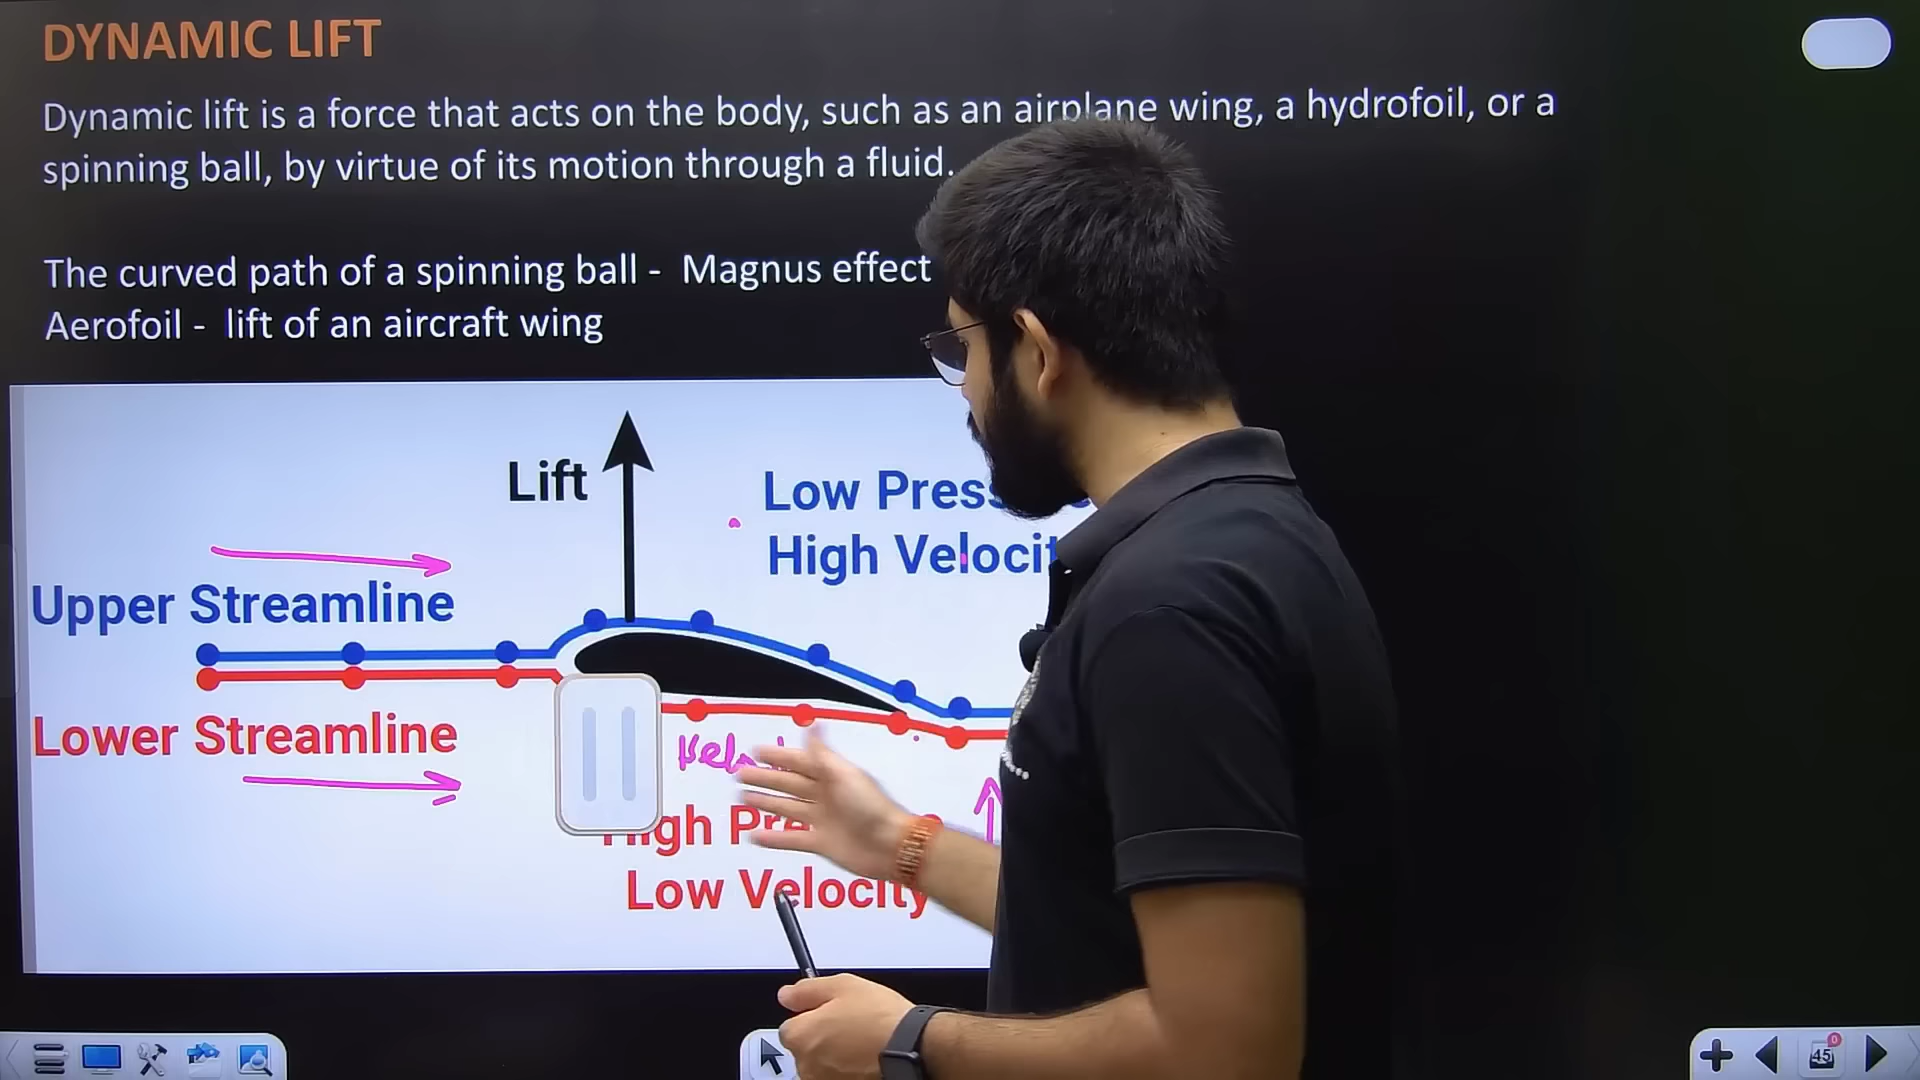 DYNAMIC LIFT
Dynamic lift is a force that acts on the body, such as an airplane wing, a hydrofoil, or a
spinning ball, by virtue of its motion through a fluid.
The curved path of a spinning ball - Magnus effect
Aerofoil - lift of an aircraft wing
Lift
Low
High
Upper Streamline
Lower Streamline
Low Velocity
45
0